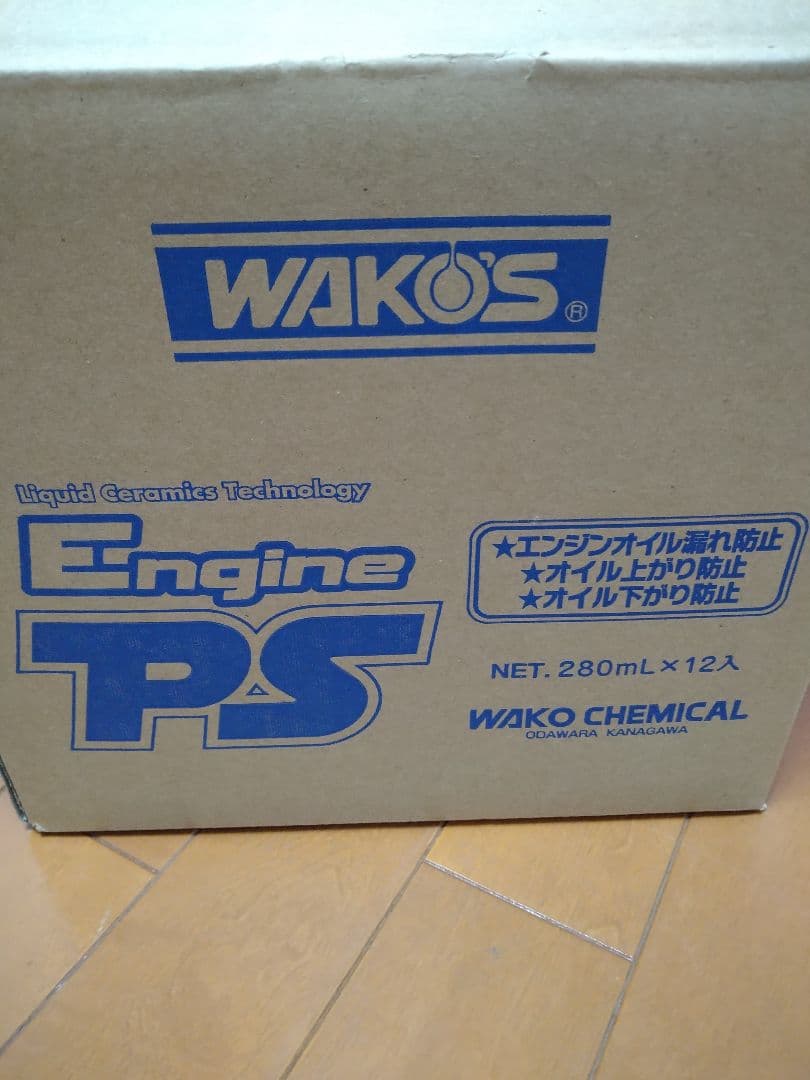 WAKO'S®
Liquid Ceramics Technology
Engine
PS
★エンジンオイル漏れ防止
★オイル上がり防止
★オイル下がり防止
NET. 280mL×12入
WAKO CHEMICAL
ODAWARA KANAGAWA